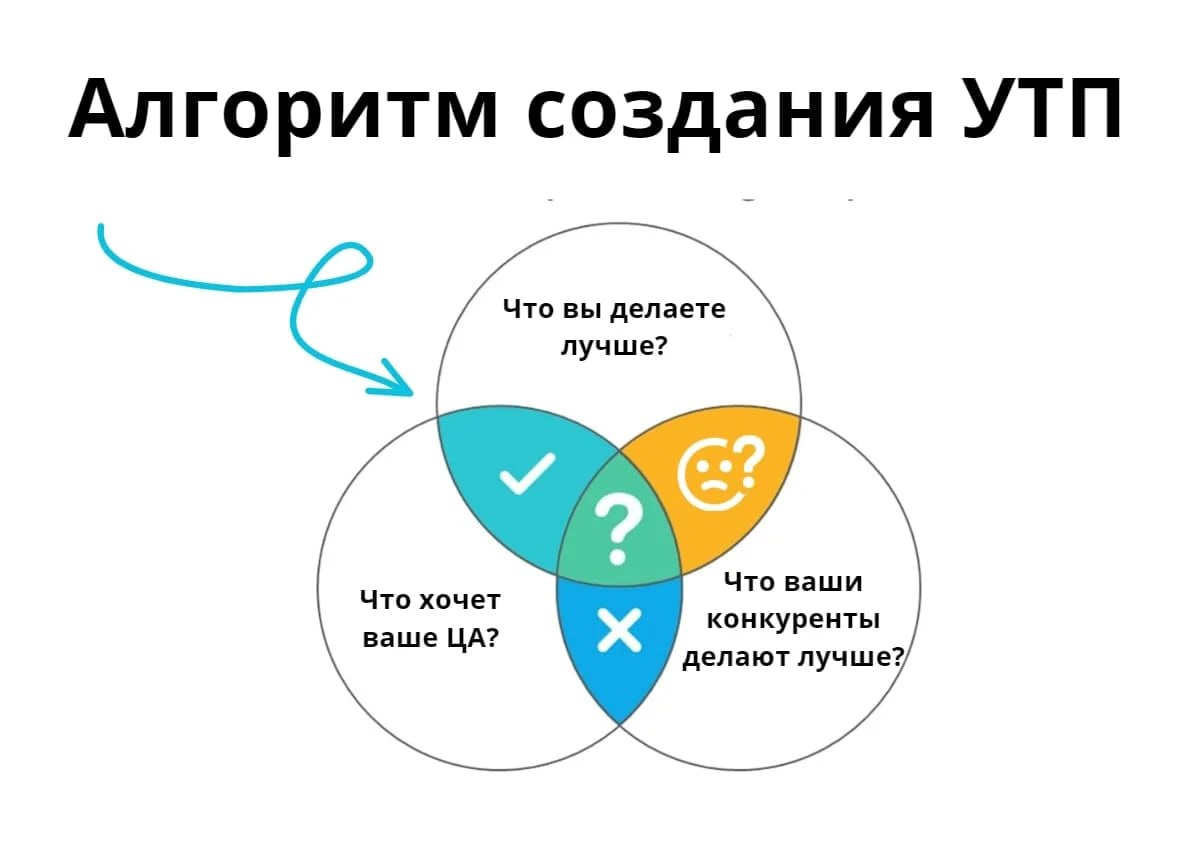 Алгоритм создания УТП
Что вы делаете
лучше?
?
?
Что хочет
ваше ЦА?
Что ваши
конкуренты
делают лучше?